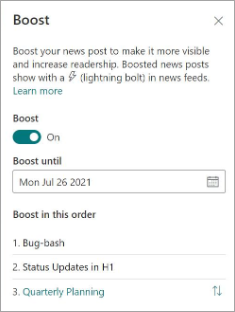 Boost
Boost your news post to make it more visible
and increase readership. Boosted news posts
show with a (lightning bolt) in news feeds.
Learn more
Boost
On
Boost until
Mon Jul 26 2021
Boost in this order
1. Bug-bash
2. Status Updates in H1
3. Quarterly Planning